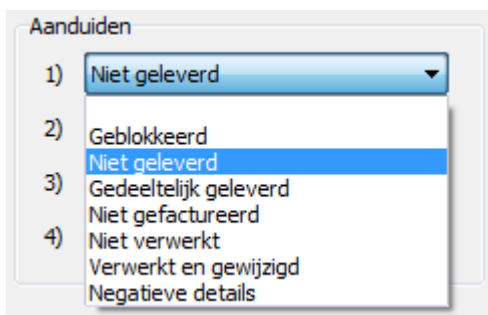 Aanduiden
1) Niet geleverd
2) Geblokkeerd
Niet geleverd
3) Gedeeltelijk geleverd
Niet gefactureerd
4) Niet verwerkt
Verwerkt en gewijzigd
Negatieve details